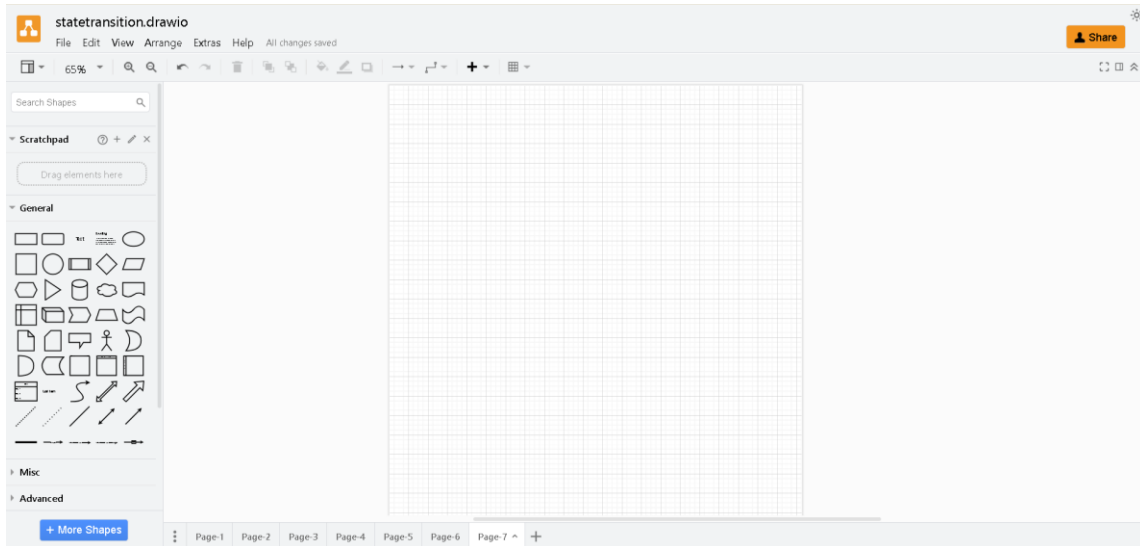 statetransition.drawio
File Edit View Arrange Extras Help All changes saved
Share
65%
Search Shapes
Scratchpad
Drag elements here
General
Text
Heading
Misc
Advanced
+ More Shapes
Page-1 Page-2 Page-3 Page-4 Page-5 Page-6 Page-7